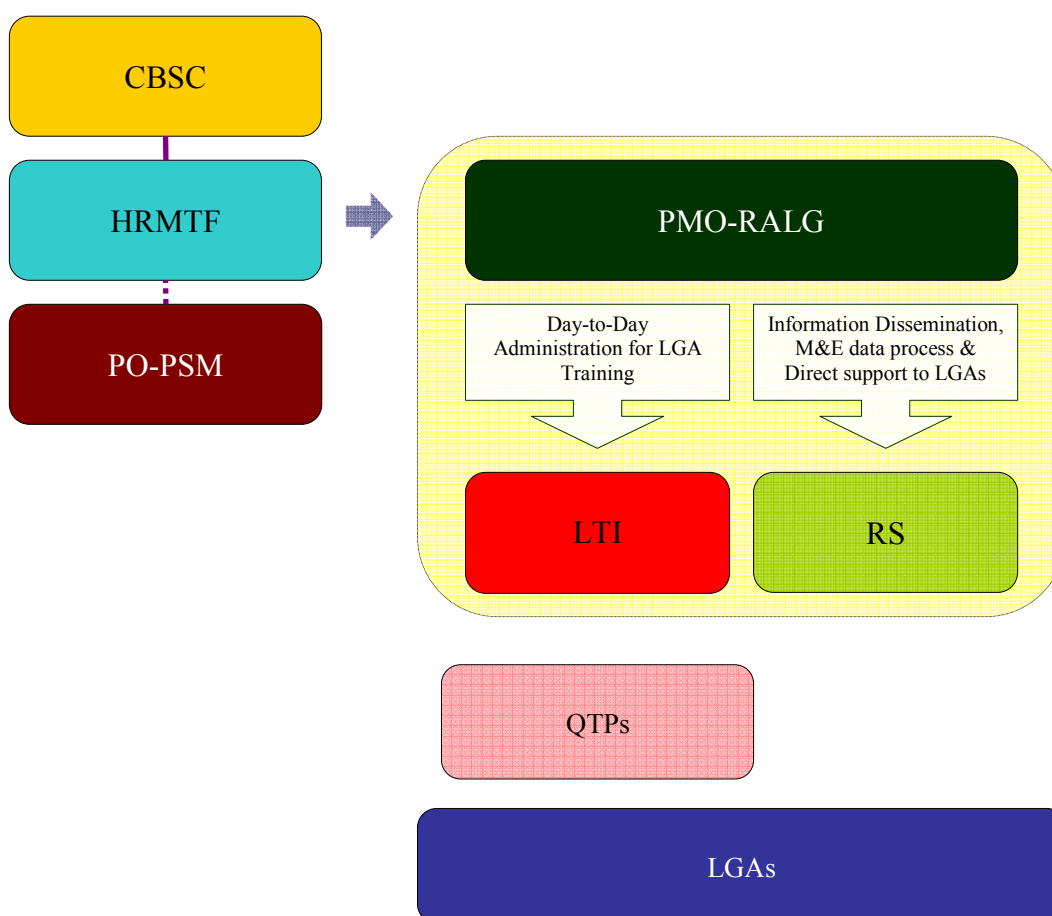 CBSC
HRMTF
PO-PSM
PMO-RALG
Day-to-Day
Administration for LGA
Training
Information Dissemination,
M&E data process &
Direct support to LGAs
LTI
RS
QTPs
LGAs